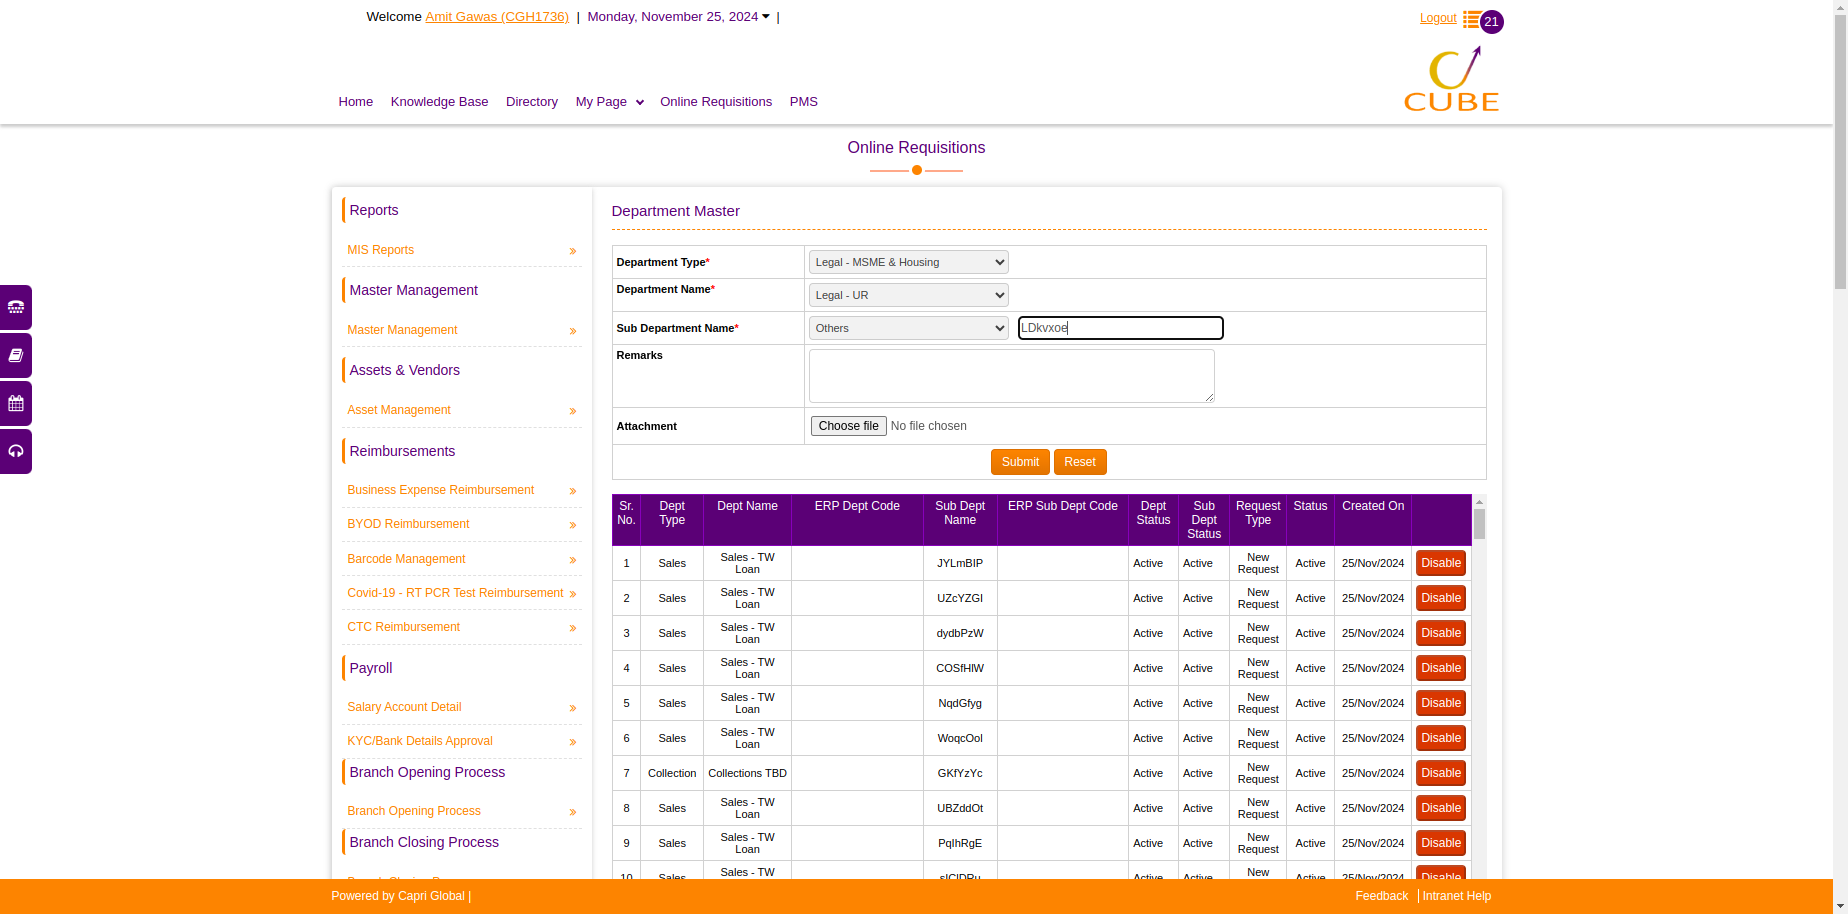 Welcome Amit Gawas (CGH1736) | Monday, November 25, 2024 |
Logout 21
CUBE
Home Knowledge Base Directory My Page Online Requisitions PMS
Online Requisitions
Reports
MIS Reports
Master Management
Master Management
Assets & Vendors
Asset Management
Reimbursements
Business Expense Reimbursement
BYOD Reimbursement
Barcode Management
Covid-19 - RT PCR Test Reimbursement
CTC Reimbursement
Payroll
Salary Account Detail
KYC/Bank Details Approval
Branch Opening Process
Branch Opening Process
Branch Closing Process
Department Master
Department Type* Legal - MSME & Housing
Department Name* Legal - UR
Sub Department Name* Others LDkvxoe
Remarks
Attachment Choose file No file chosen
Submit Reset
Sr. No. Dept Type Dept Name ERP Dept Code Sub Dept Name ERP Sub Dept Code Dept Status Sub Dept Status Request Type Status Created On
1 Sales Sales - TW Loan JYLmBIP Active Active New Request Active 25/Nov/2024 Disable
2 Sales Sales - TW Loan UZcYZGI Active Active New Request Active 25/Nov/2024 Disable
3 Sales Sales - TW Loan dydbPzW Active Active New Request Active 25/Nov/2024 Disable
4 Sales Sales - TW Loan COSfHlW Active Active New Request Active 25/Nov/2024 Disable
5 Sales Sales - TW Loan NqdGfyg Active Active New Request Active 25/Nov/2024 Disable
6 Sales Sales - TW Loan WoqcOol Active Active New Request Active 25/Nov/2024 Disable
7 Collection Collections TBD GKfYzYc Active Active New Request Active 25/Nov/2024 Disable
8 Sales Sales - TW Loan UBZddOt Active Active New Request Active 25/Nov/2024 Disable
9 Sales Sales - TW Loan PqIhRgE Active Active New Request Active 25/Nov/2024 Disable
10 Sales Sales - TW Active Active New Active 25/Nov/2024 Disable
Powered by Capri Global |
Feedback | Intranet Help